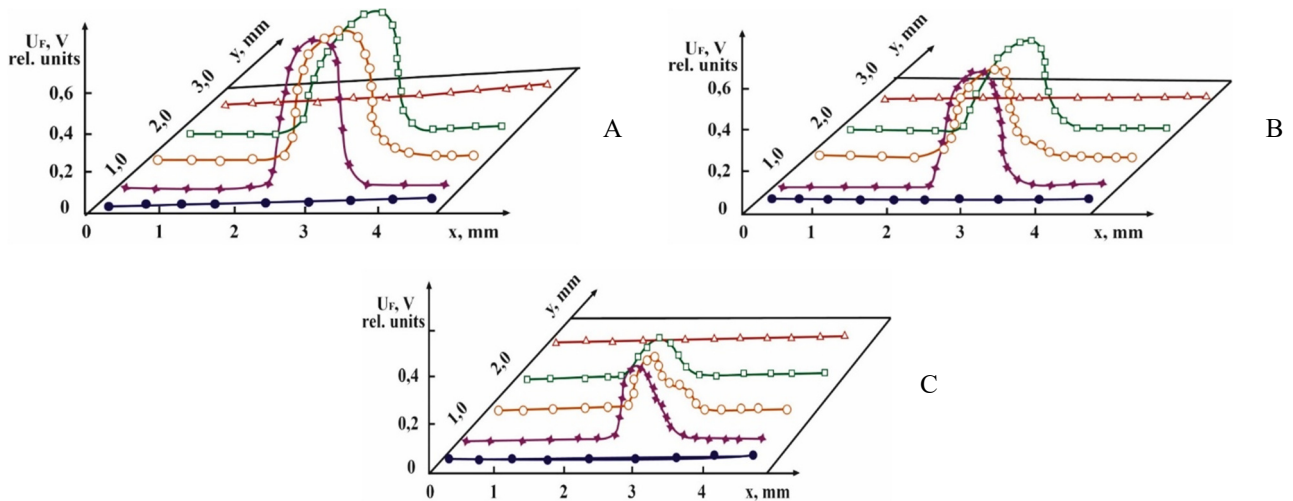 U_F, V
rel. units
y, mm
3,0
2,0
1,0
0,6
0,4
0,2
0
0 1 2 3 4 x, mm
A
U_F, V
rel. units
y, mm
3,0
2,0
1,0
0,6
0,4
0,2
0
0 1 2 3 4 x, mm
B
U_F, V
rel. units
y, mm
2,0
1,0
0,4
0,2
0
0 1 2 3 4 x, mm
C